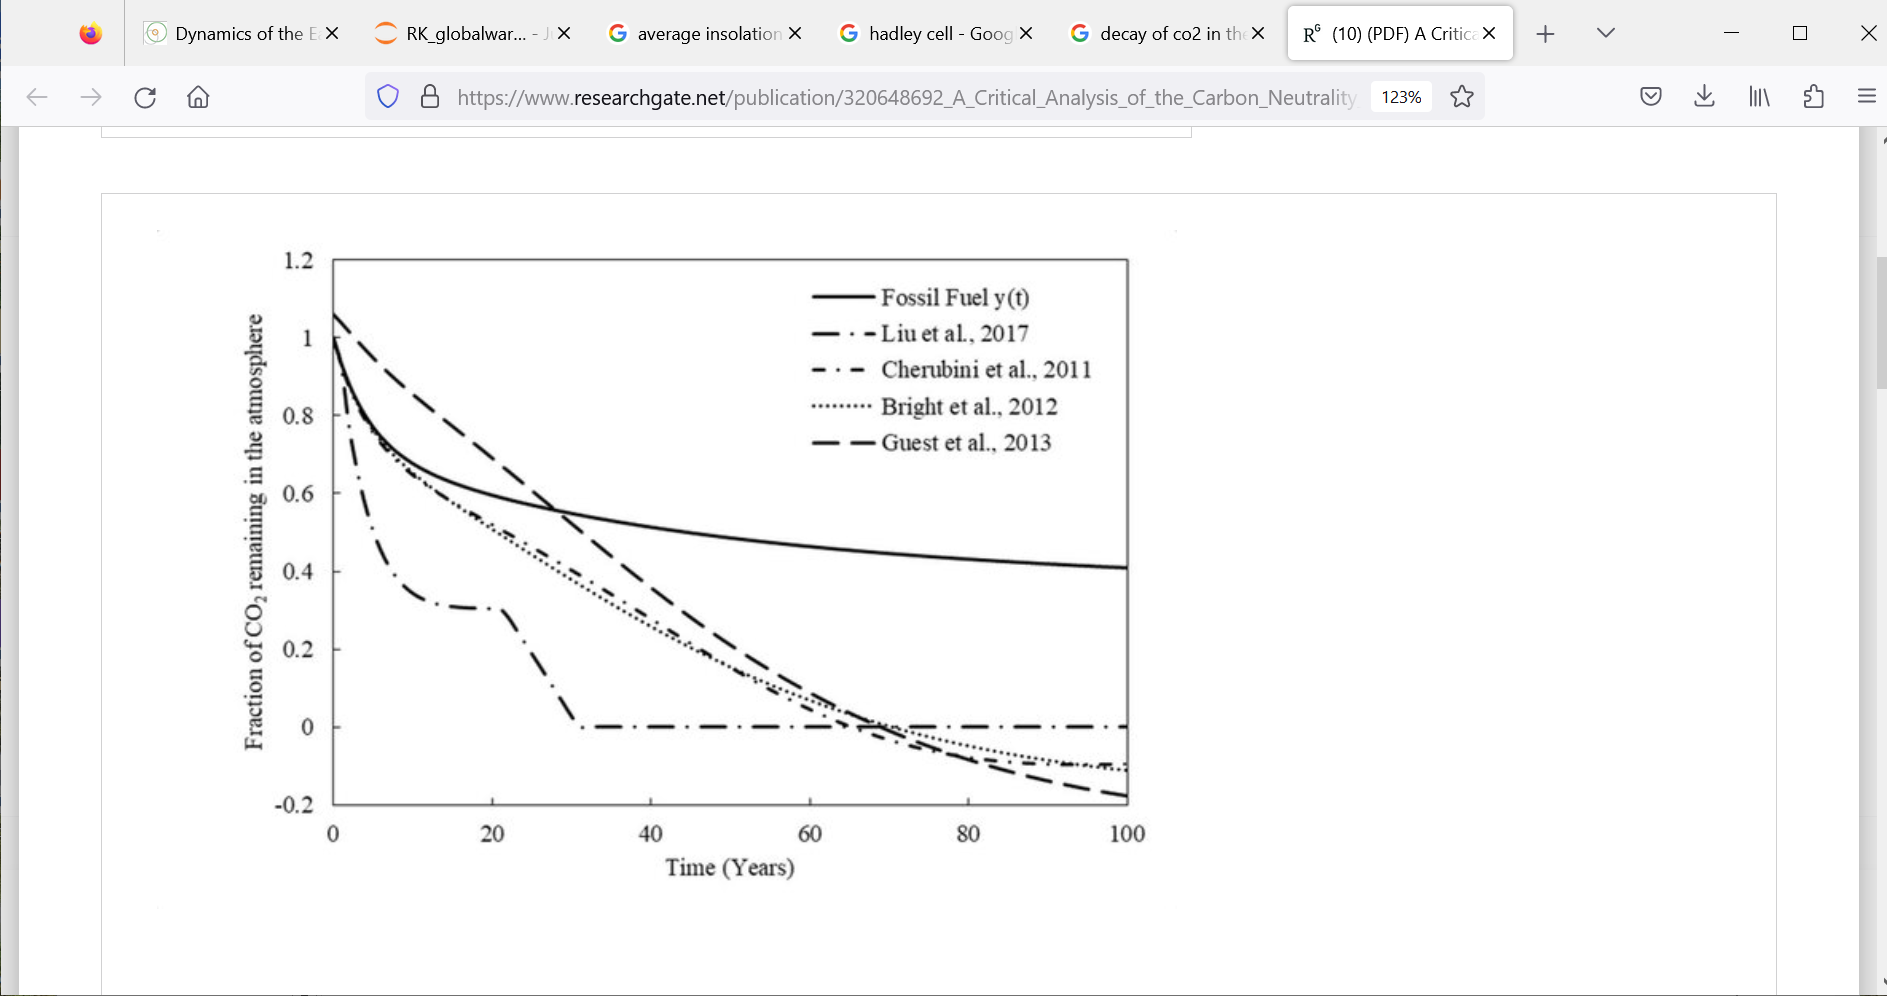 Dynamics of the E
RK_globalwar... - J
average insolation
hadley cell - Goog
decay of co2 in the
(10) (PDF) A Critica
https://www.researchgate.net/publication/320648692_A_Critical_Analysis_of_the_Carbon_Neutrality
123%
1.2
1
0.8
0.6
0.4
0.2
0
-0.2
Fraction of CO2 remaining in the atmosphere
Fossil Fuel y(t)
Liu et al., 2017
Cherubini et al., 2011
Bright et al., 2012
Guest et al., 2013
0 20 40 60 80 100
Time (Years)